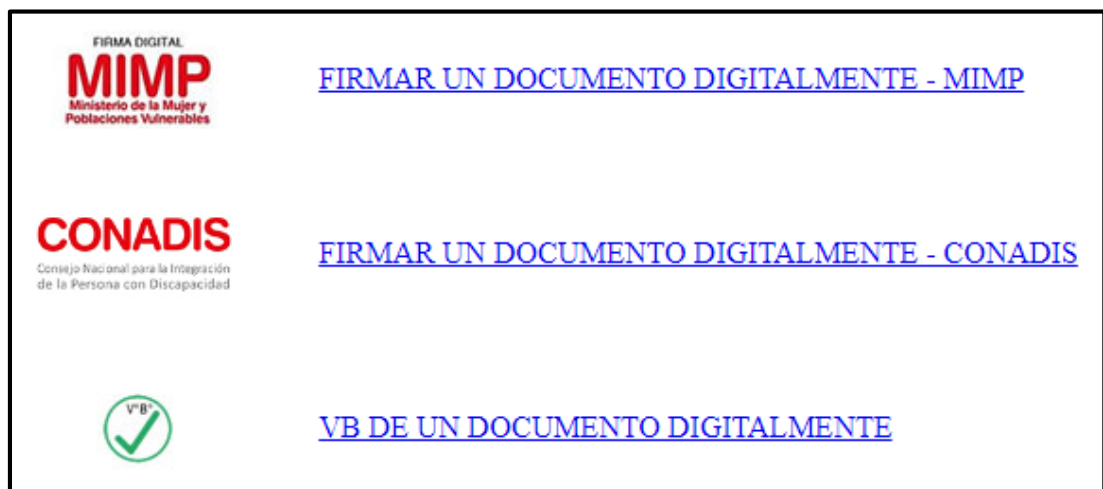 FIRMA DIGITAL
MIMP
Ministerio de la Mujer y
Poblaciones Vulnerables
FIRMAR UN DOCUMENTO DIGITALMENTE - MIMP
CONADIS
Consejo Nacional para la Integración
de la Persona con Discapacidad
FIRMAR UN DOCUMENTO DIGITALMENTE - CONADIS
V°B°
VB DE UN DOCUMENTO DIGITALMENTE